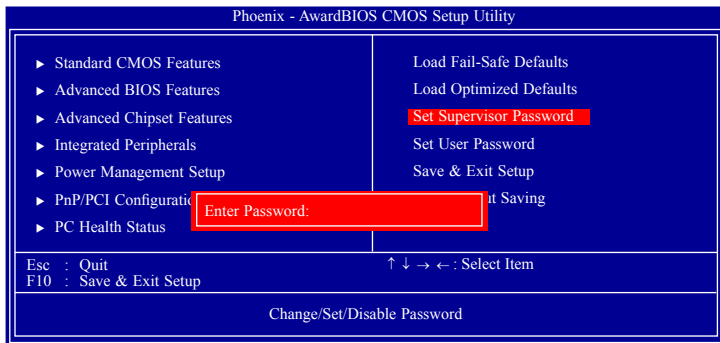 Phoenix - AwardBIOS CMOS Setup Utility
► Standard CMOS Features
► Advanced BIOS Features
► Advanced Chipset Features
► Integrated Peripherals
► Power Management Setup
► PnP/PCI Configuratio
► PC Health Status
Load Fail-Safe Defaults
Load Optimized Defaults
Set Supervisor Password
Set User Password
Save & Exit Setup
t Saving
Enter Password:
Esc : Quit
F10 : Save & Exit Setup
↑ ↓ → ← : Select Item
Change/Set/Disable Password